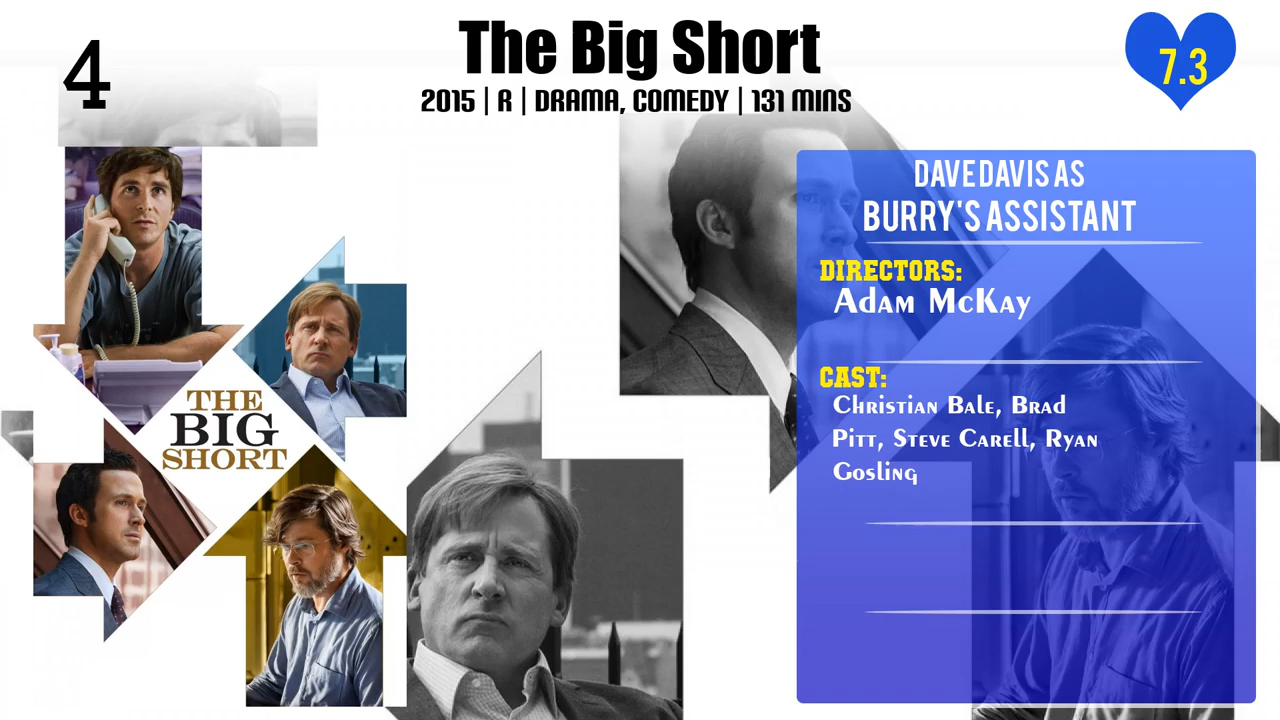 4
The Big Short
2015 | R | DRAMA, COMEDY | 131 MINS
7.3
DAVE DAVIS AS
BURRY'S ASSISTANT
DIRECTORS:
Adam McKay
CAST:
Christian Bale, Brad
Pitt, Steve Carell, Ryan
Gosling
THE
BIG
SHORT